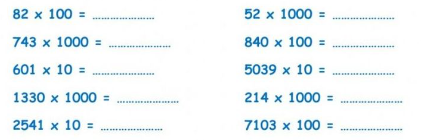 82 x 100 = ......................
52 x 1000 = ......................
743 x 1000 = ......................
840 x 100 = ......................
601 x 10 = ......................
5039 x 10 = ......................
1330 x 1000 = ......................
214 x 1000 = ......................
2541 x 10 = ......................
7103 x 100 = ......................